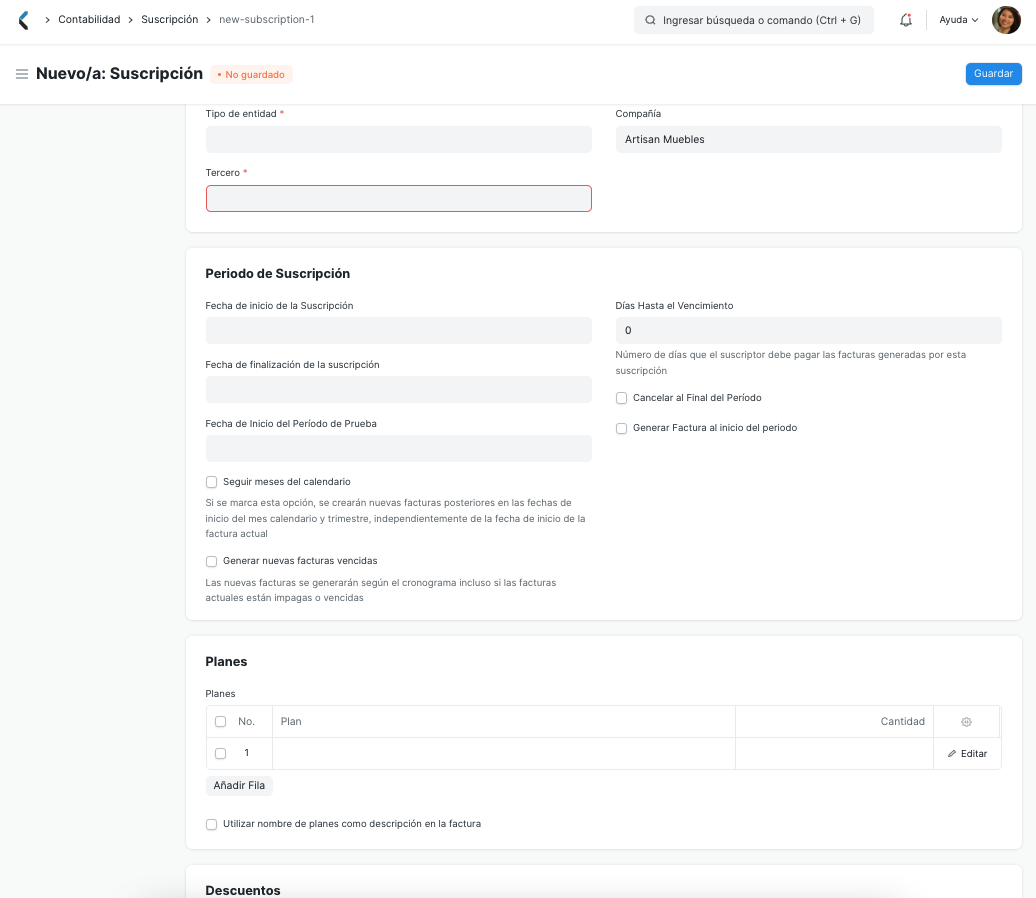 Contabilidad
Suscripción
new-subscription-1
Ingresar búsqueda o comando (Ctrl + G)
Ayuda
Nuevo/a: Suscripción
No guardado
Guardar
Tipo de entidad *
Compañía
Artisan Muebles
Tercero *
Periodo de Suscripción
Fecha de inicio de la Suscripción
Días Hasta el Vencimiento
0
Número de días que el suscriptor debe pagar las facturas generadas por esta
suscripción
Fecha de finalización de la suscripción
Cancelar al Final del Período
Fecha de Inicio del Período de Prueba
Generar Factura al inicio del periodo
Seguir meses del calendario
Si se marca esta opción, se crearán nuevas facturas posteriores en las fechas de
inicio del mes calendario y trimestre, independientemente de la fecha de inicio de la
factura actual
Generar nuevas facturas vencidas
Las nuevas facturas se generarán según el cronograma incluso si las facturas
actuales están impagas o vencidas
Planes
Planes
No. Plan Cantidad
1 Editar
Añadir Fila
Utilizar nombre de planes como descripción en la factura
Descuentos